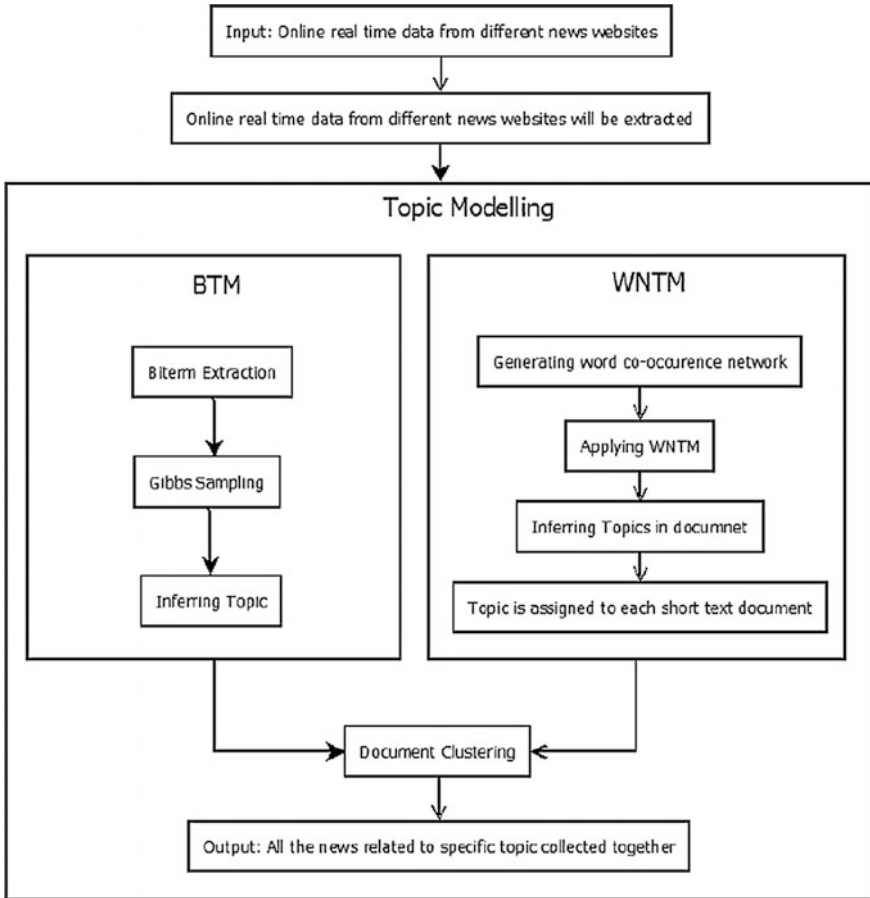 Input: Online real time data from different news websites
Online real time data from different news websites will be extracted
Topic Modelling
BTM
Biterm Extraction
Gibbs Sampling
Inferring Topic
WNTM
Generating word co-occurence network
Applying WNTM
Inferring Topics in documnet
Topic is assigned to each short text document
Document Clustering
Output: All the news related to specific topic collected together